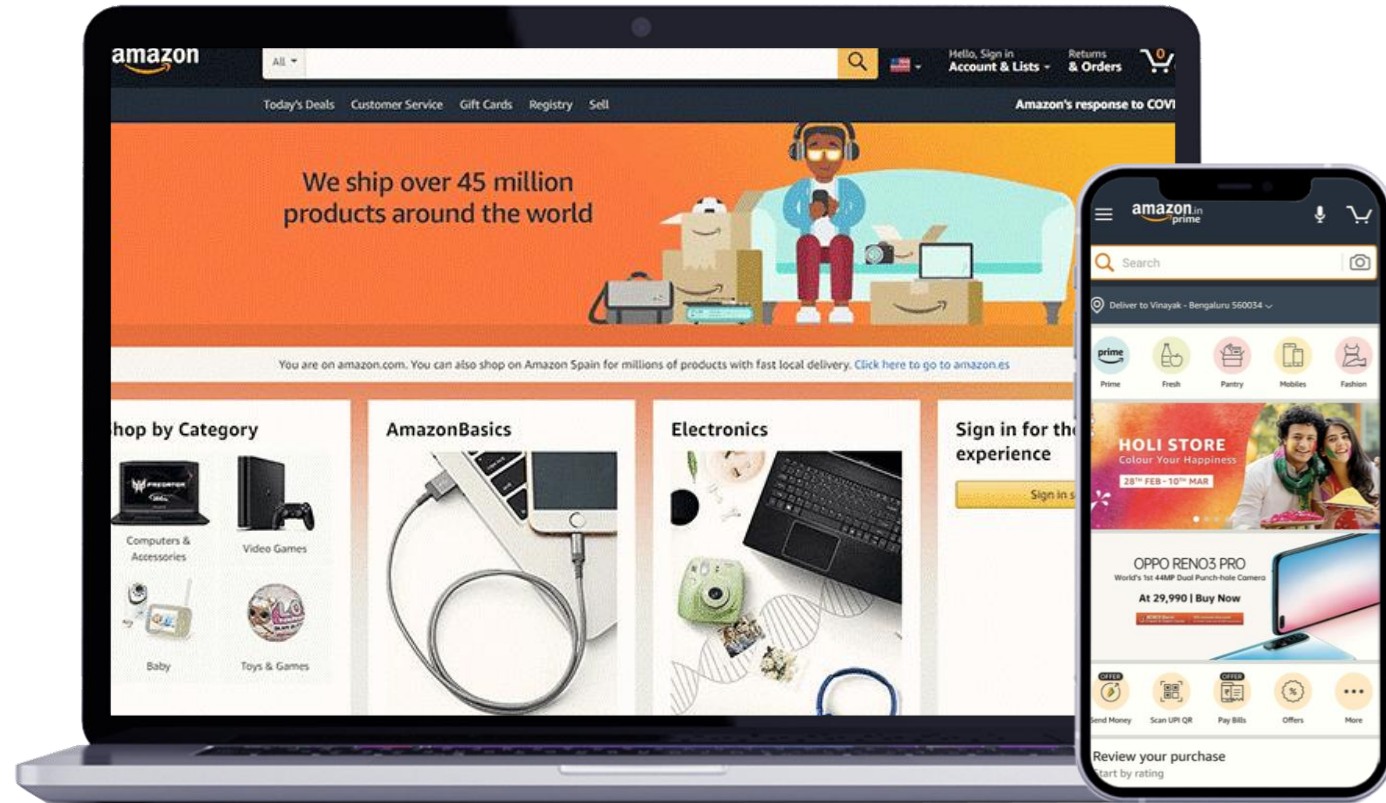 amazon
All
Hello, Sign in
Account & Lists
Returns
& Orders
0
Today's Deals Customer Service Gift Cards Registry Sell
Amazon's response to COVI
We ship over 45 million
products around the world
You are on amazon.com. You can also shop on Amazon Spain for millions of products with fast local delivery. Click here to go to amazon.es
hop by Category
Computers &
Accessories
Video Games
Baby
Toys & Games
AmazonBasics
Electronics
Sign in for the
experience
Sign in s
PREDATOR
amazon.in
prime
Search
Deliver to Vinayak - Bengaluru 560034
prime
Prime Fresh Pantry Mobiles Fashion
HOLI STORE
Colour Your Happiness
28TH FEB - 10TH MAR
OPPO RENO3 PRO
World's 1st 44MP Dual Punch-hole Camera
At 29,990 | Buy Now
OFFER OFFER
end Money Scan UPI QR Pay Bills Offers More
Review your purchase
Start by rating